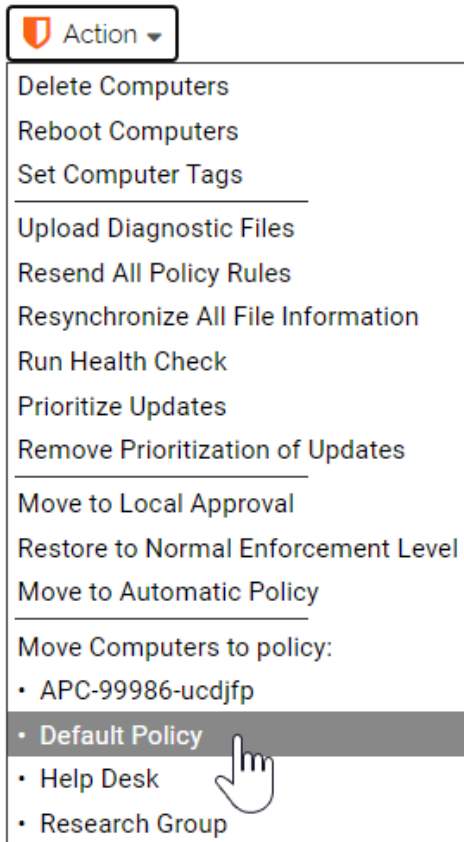 Action
Delete Computers
Reboot Computers
Set Computer Tags
Upload Diagnostic Files
Resend All Policy Rules
Resynchronize All File Information
Run Health Check
Prioritize Updates
Remove Prioritization of Updates
Move to Local Approval
Restore to Normal Enforcement Level
Move to Automatic Policy
Move Computers to policy:
• APC-99986-ucdjfp
• Default Policy
• Help Desk
• Research Group